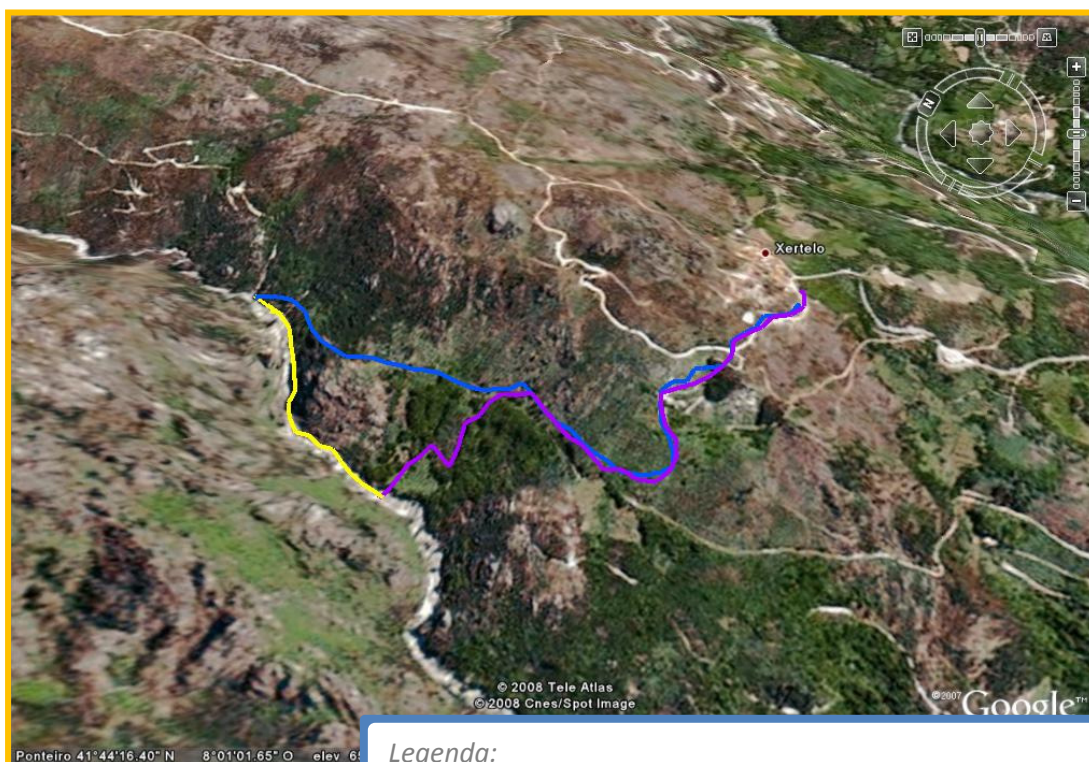 N
Xertelo
© 2008 Tele Atlas
© 2008 Cnes/Spot Image
©2007 Google™
Ponteiro 41°44'16.40" N 8°01'01.65" O elev
Legenda: